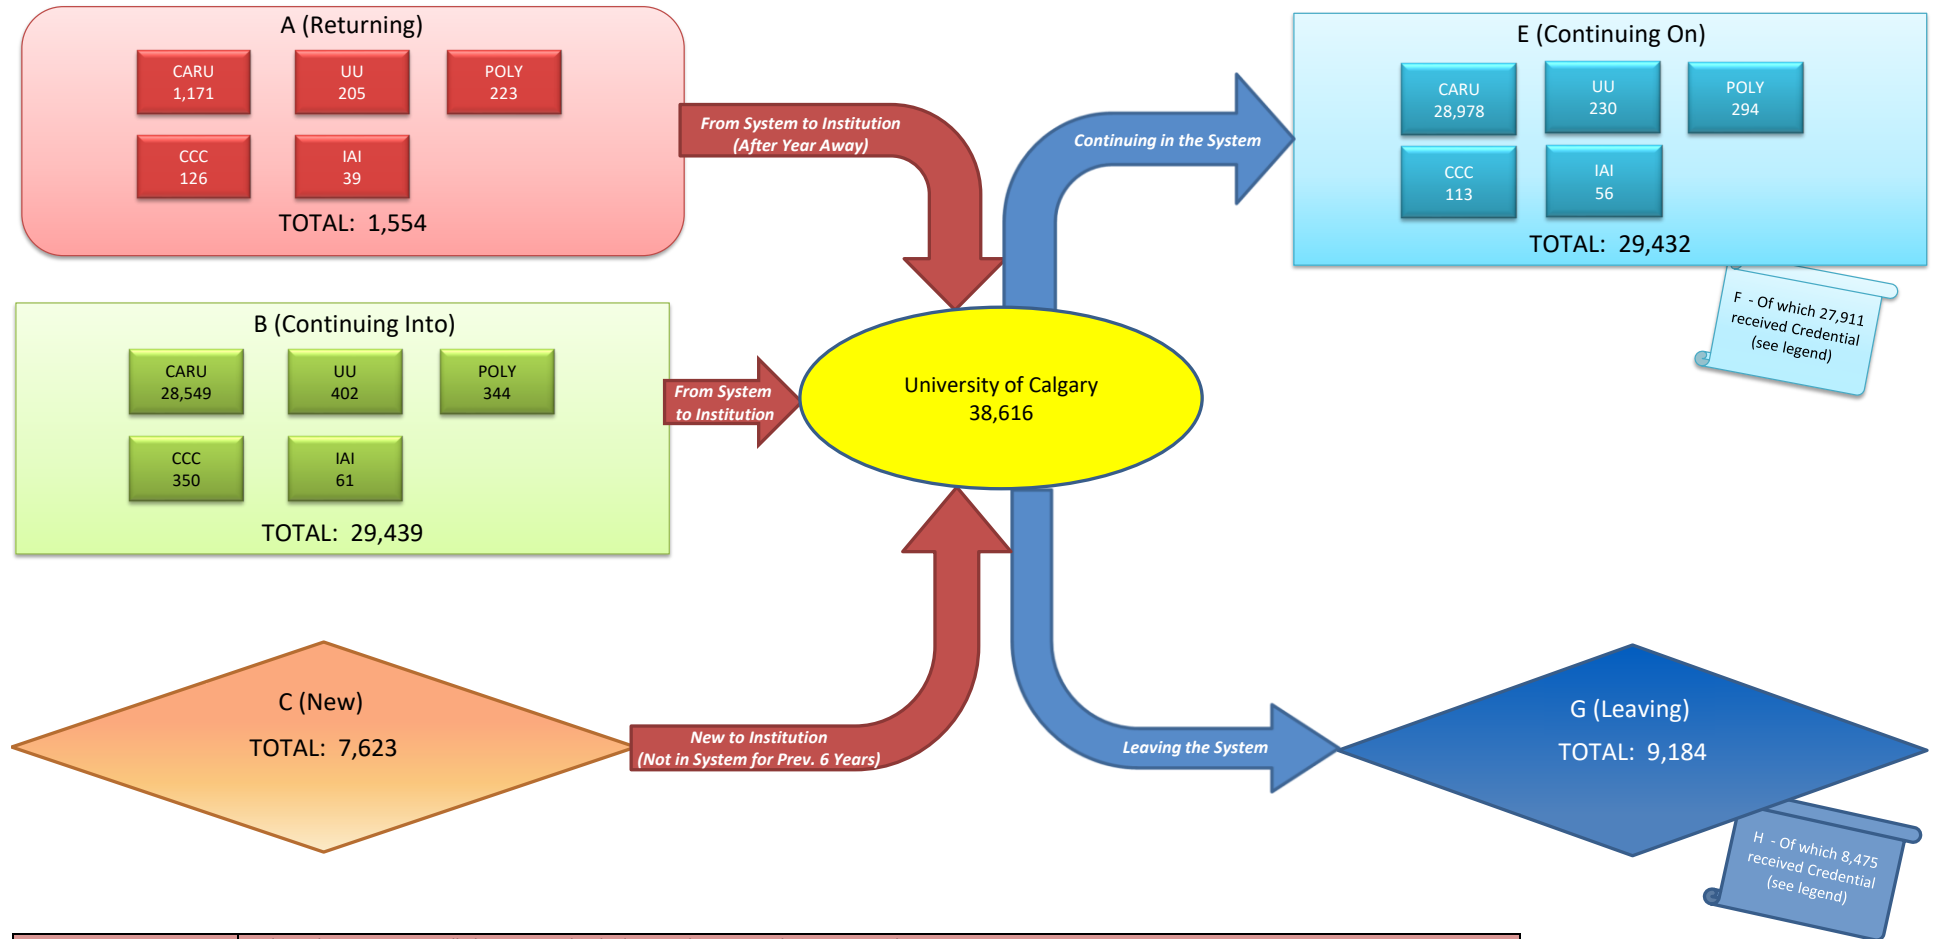 A (Returning)
CARU
1,171
UU
205
POLY
223
CCC
126
IAI
39
TOTAL: 1,554
From System to Institution
(After Year Away)
B (Continuing Into)
CARU
28,549
UU
402
POLY
344
CCC
350
IAI
61
TOTAL: 29,439
From System
to Institution
C (New)
TOTAL: 7,623
New to Institution
(Not in System for Prev. 6 Years)
University of Calgary
38,616
Continuing in the System
E (Continuing On)
CARU
28,978
UU
230
POLY
294
CCC
113
IAI
56
TOTAL: 29,432
F - Of which 27,911
received Credential
(see legend)
Leaving the System
G (Leaving)
TOTAL: 9,184
H - Of which 8,475
received Credential
(see legend)